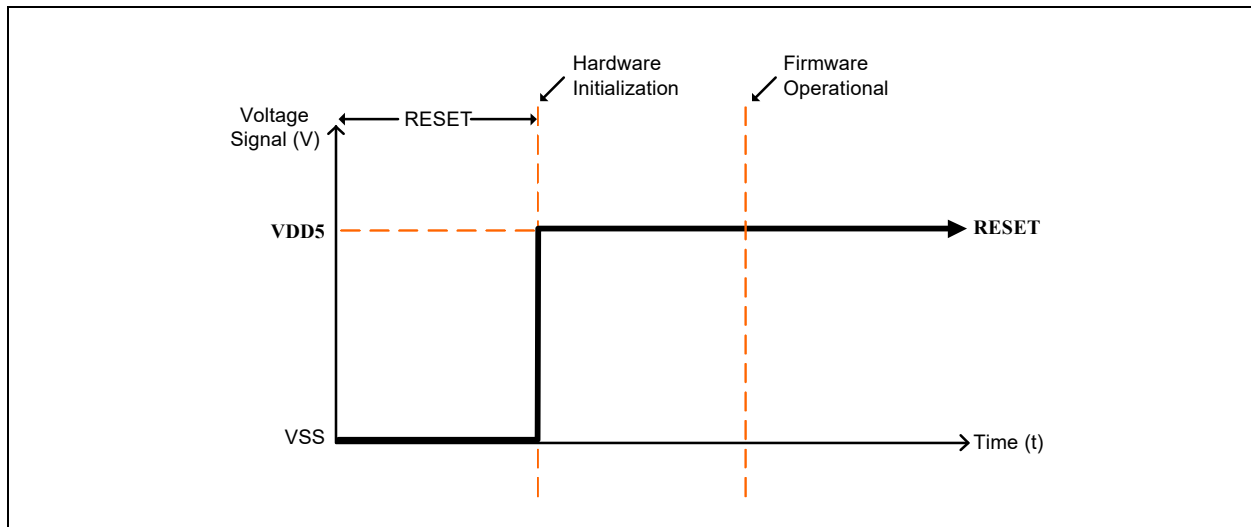 Hardware
Initialization
Firmware
Operational
Voltage
Signal (V)
RESET
VDD5
RESET
VSS
Time (t)